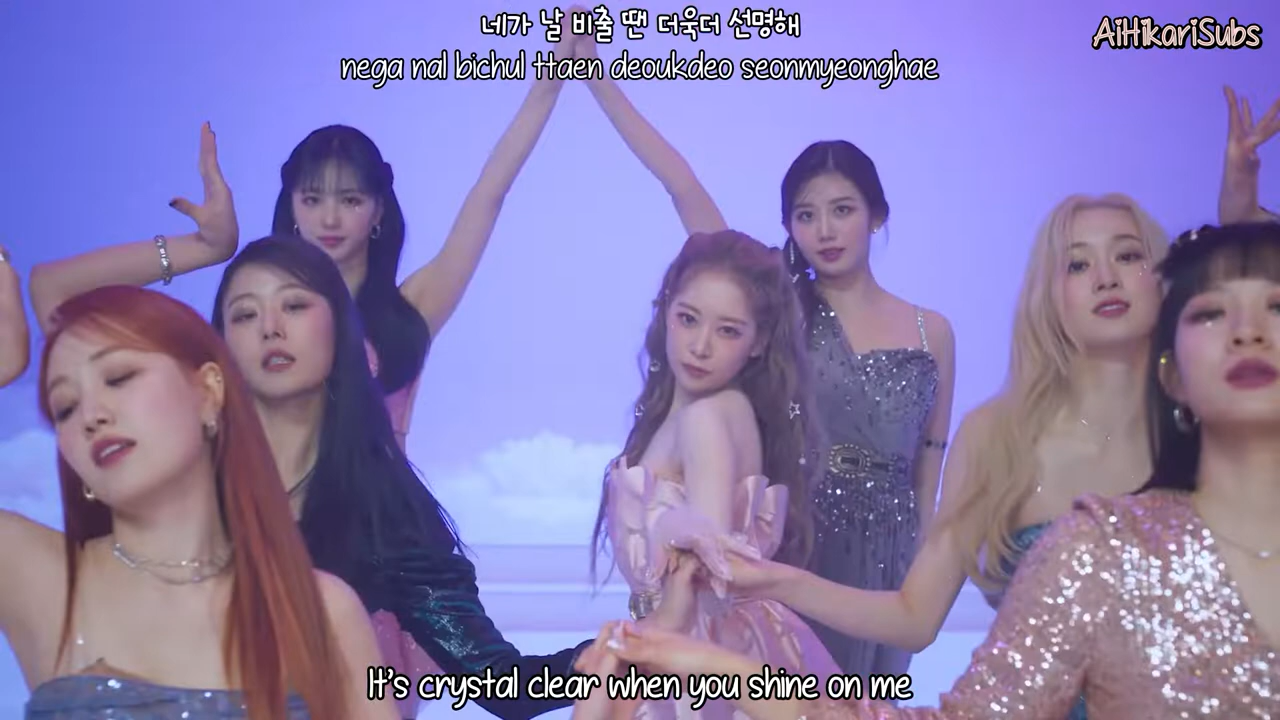 네가 날 비출 땐 더욱더 선명해
AiHikariSubs
nega nal bichul ttaen deoukdeo seonmyeonghae
It's crystal clear when you shine on me